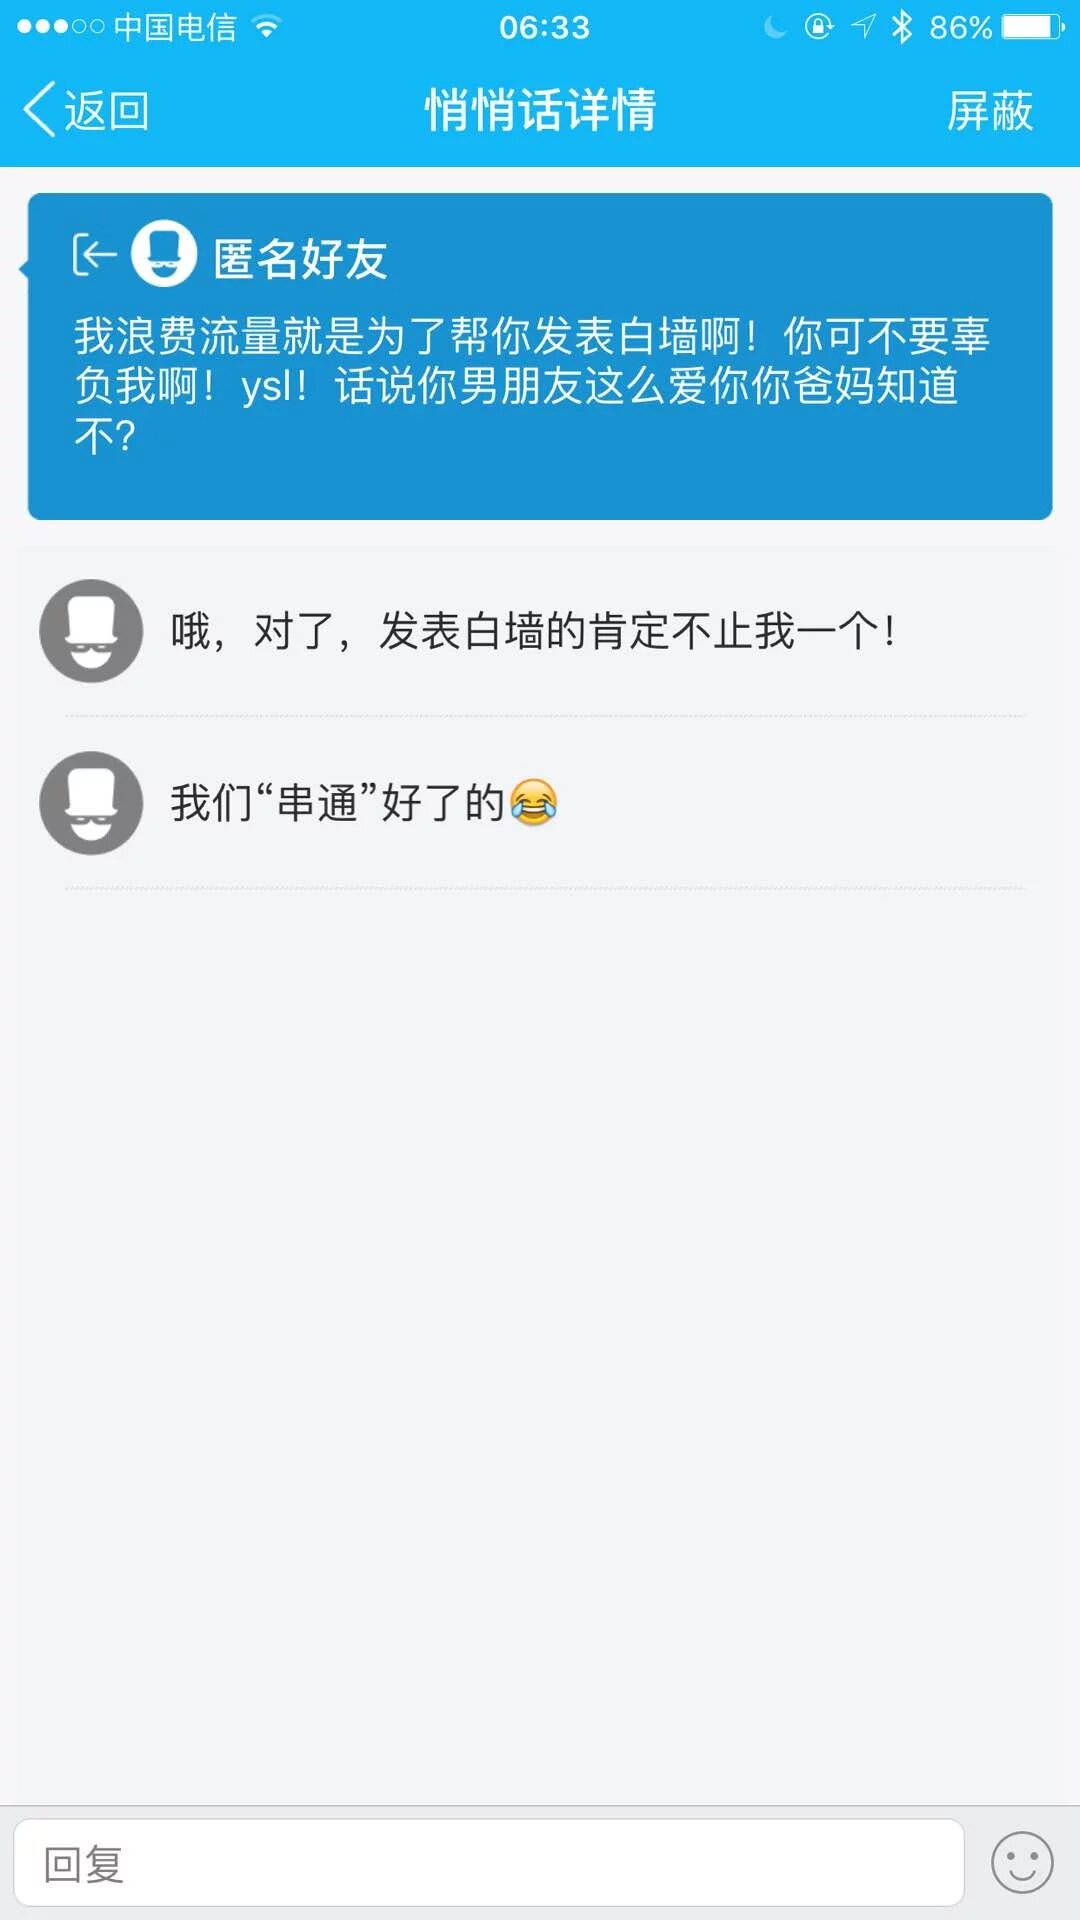 中国电信 06:33 86%
返回 悄悄话详情 屏蔽
匿名好友
我浪费流量就是为了帮你发表白墙啊！你可不要辜
负我啊！ysl！话说你男朋友这么爱你你爸妈知道
不？
哦，对了，发表白墙的肯定不止我一个！
我们“串通”好了的😂
回复